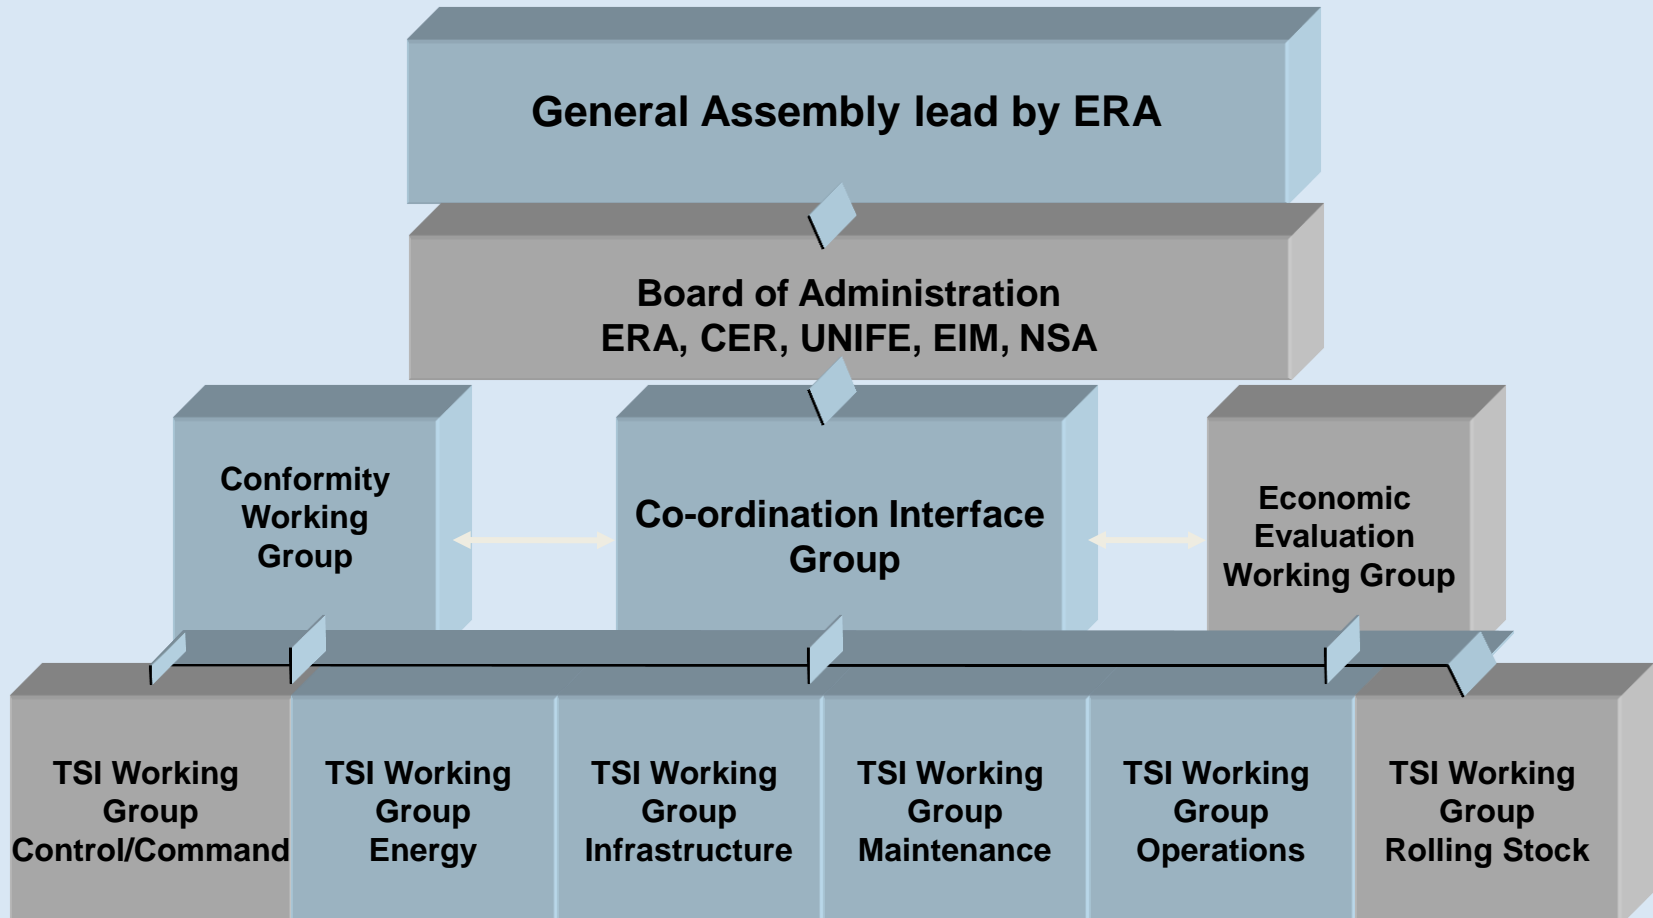 General Assembly lead by ERA
Board of Administration
ERA, CER, UNIFE, EIM, NSA
Conformity
Working
Group
Co-ordination Interface
Group
Economic
Evaluation
Working Group
TSI Working
Group
Control/Command
TSI Working
Group
Energy
TSI Working
Group
Infrastructure
TSI Working
Group
Maintenance
TSI Working
Group
Operations
TSI Working
Group
Rolling Stock